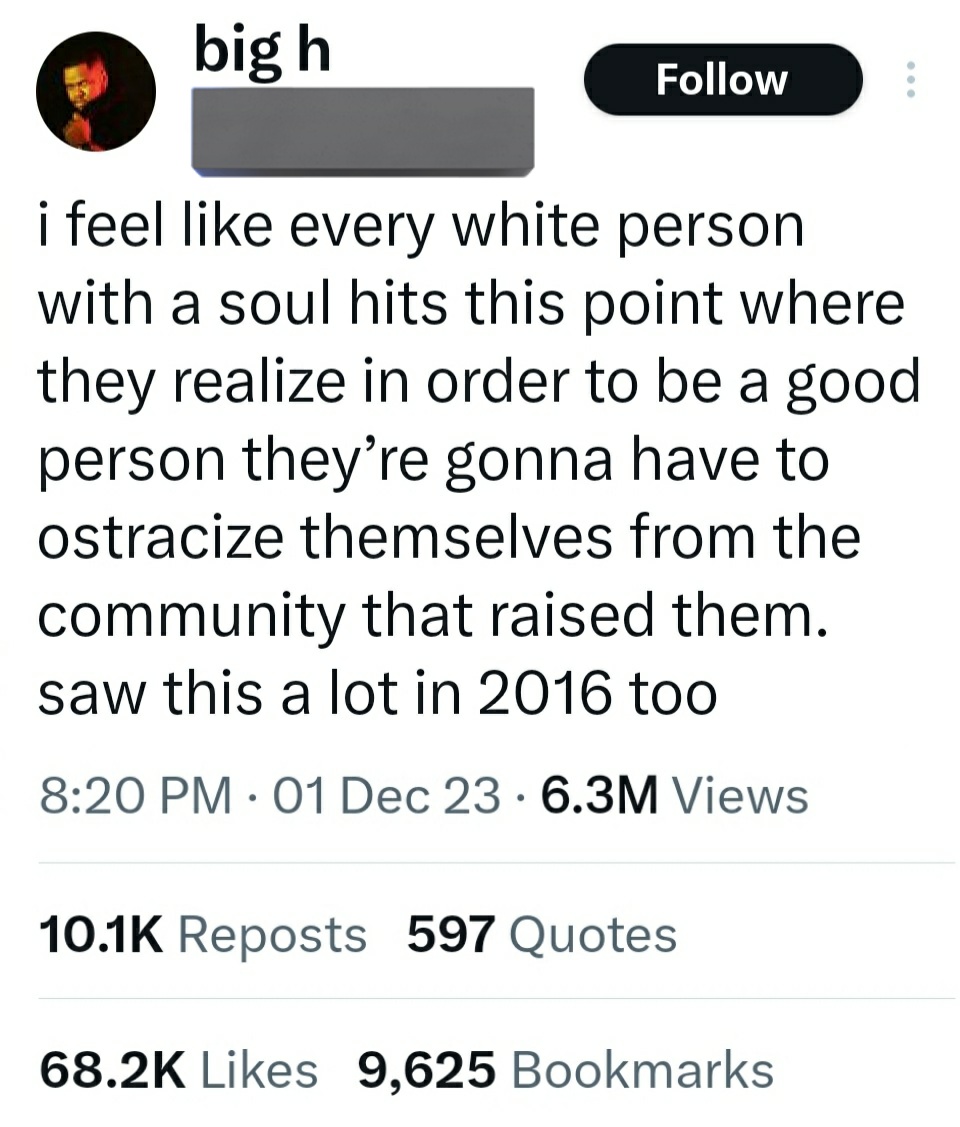 big h
Follow
i feel like every white person
with a soul hits this point where
they realize in order to be a good
person they’re gonna have to
ostracize themselves from the
community that raised them.
saw this a lot in 2016 too
8:20 PM · 01 Dec 23 · 6.3M Views
10.1K Reposts 597 Quotes
68.2K Likes 9,625 Bookmarks